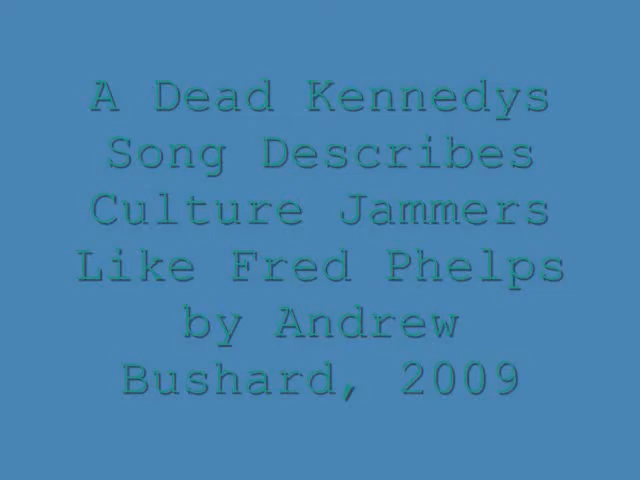 A Dead Kennedys
Song Describes
Culture Jammers
Like Fred Phelps
by Andrew
Bushard, 2009